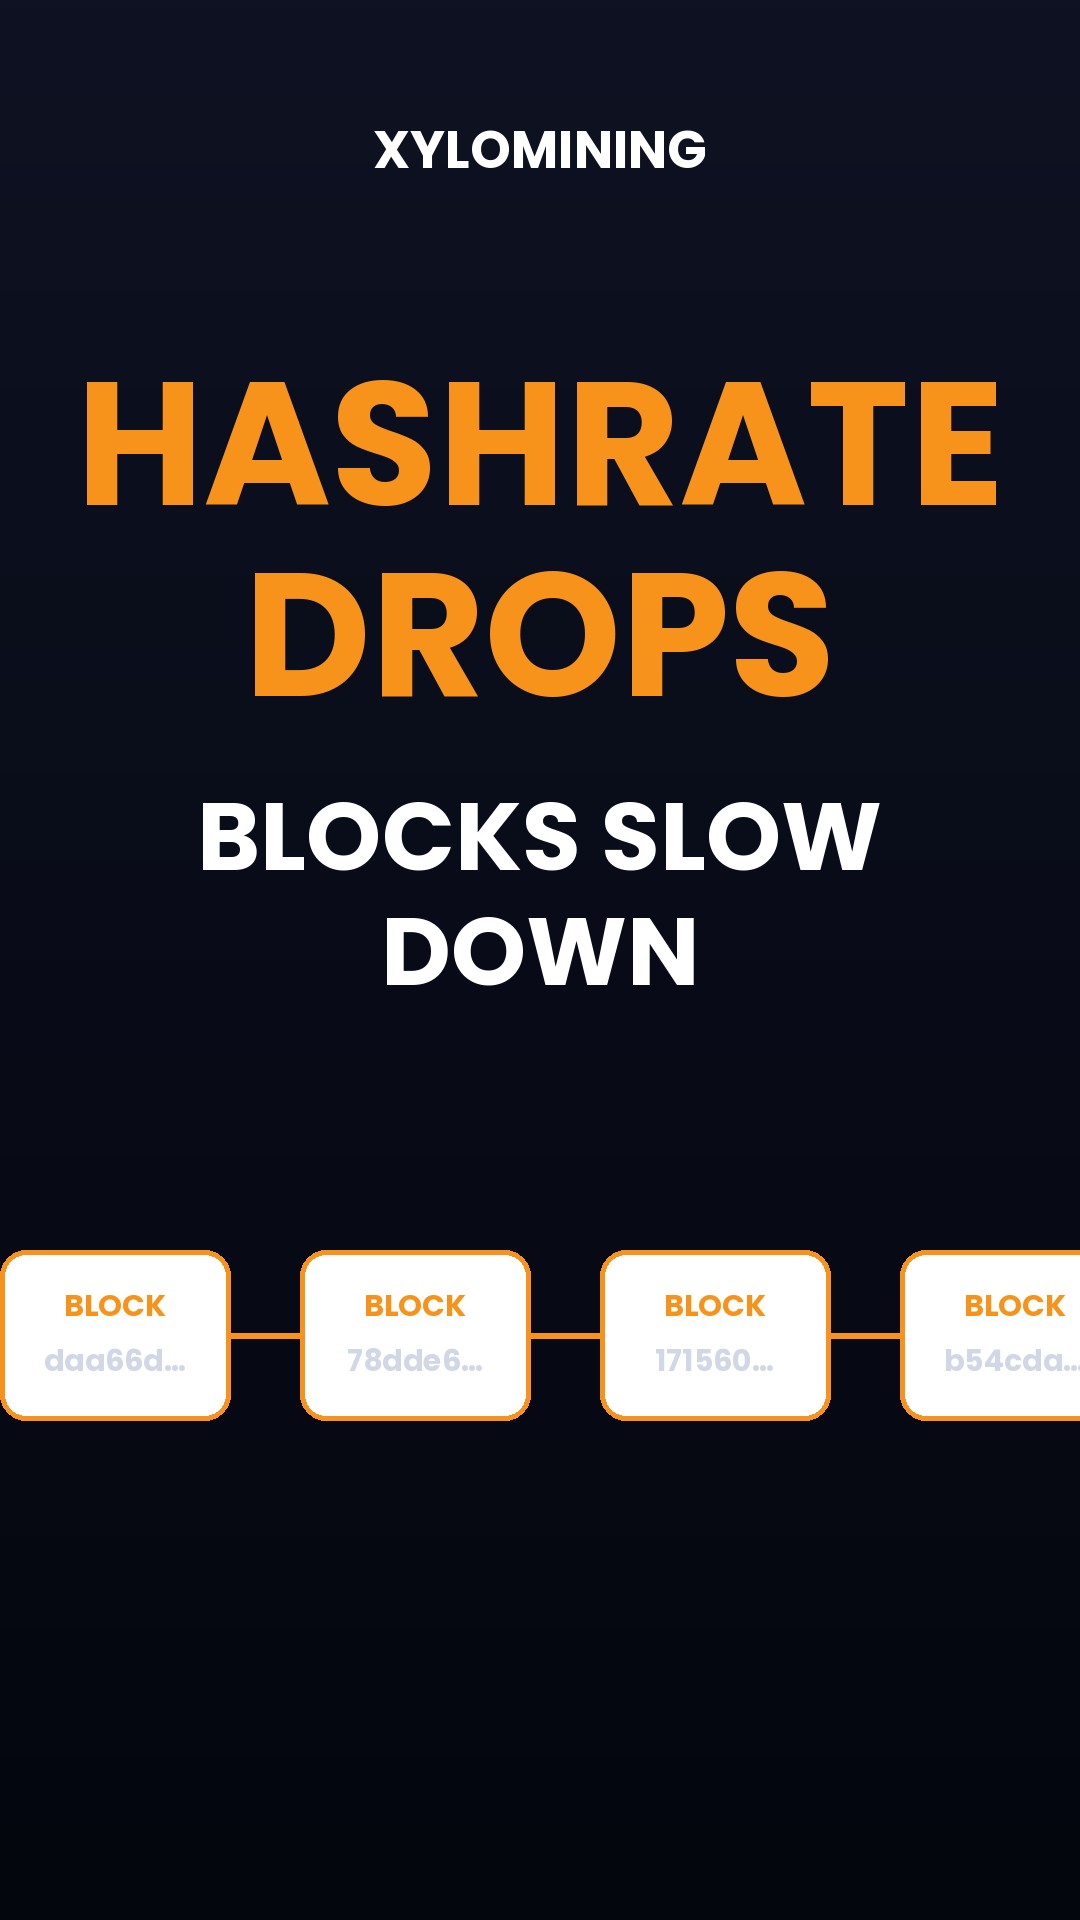 XYLOMINING
HASHRATE
DROPS
BLOCKS SLOW
DOWN
BLOCK
daa66d...
BLOCK
78dde6...
BLOCK
171560...
BLOCK
b54cda...